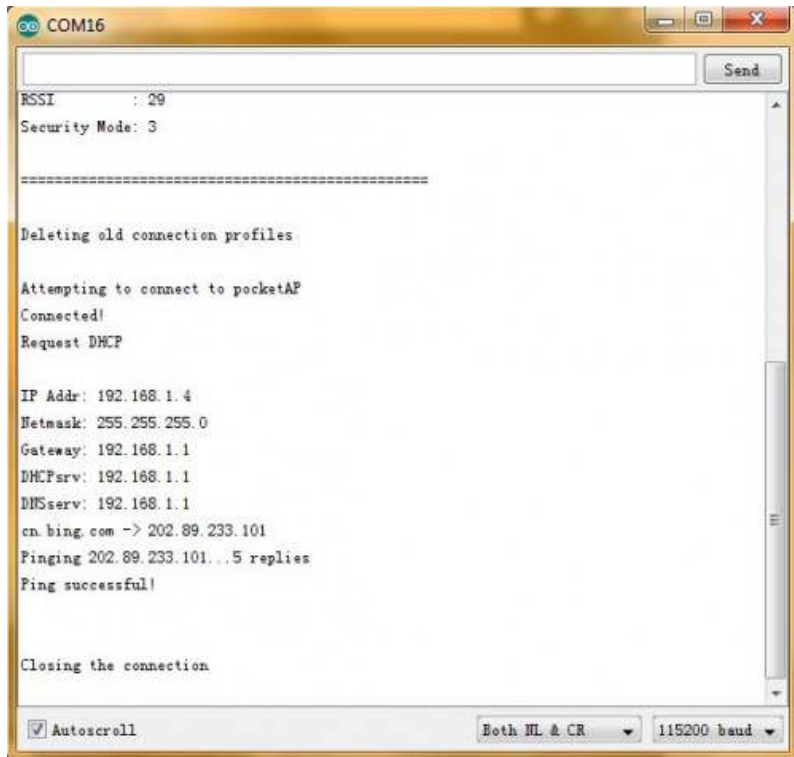 COM16
Send
RSSI : 29
Security Mode: 3
================================================
Deleting old connection profiles
Attempting to connect to pocketAP
Connected!
Request DHCP
IP Addr: 192.168.1.4
Netmask: 255.255.255.0
Gateway: 192.168.1.1
DHCPsrv: 192.168.1.1
DNSserv: 192.168.1.1
cn.bing.com -> 202.89.233.101
Pinging 202.89.233.101...5 replies
Ping successful!
Closing the connection
Autoscroll Both NL & CR 115200 baud